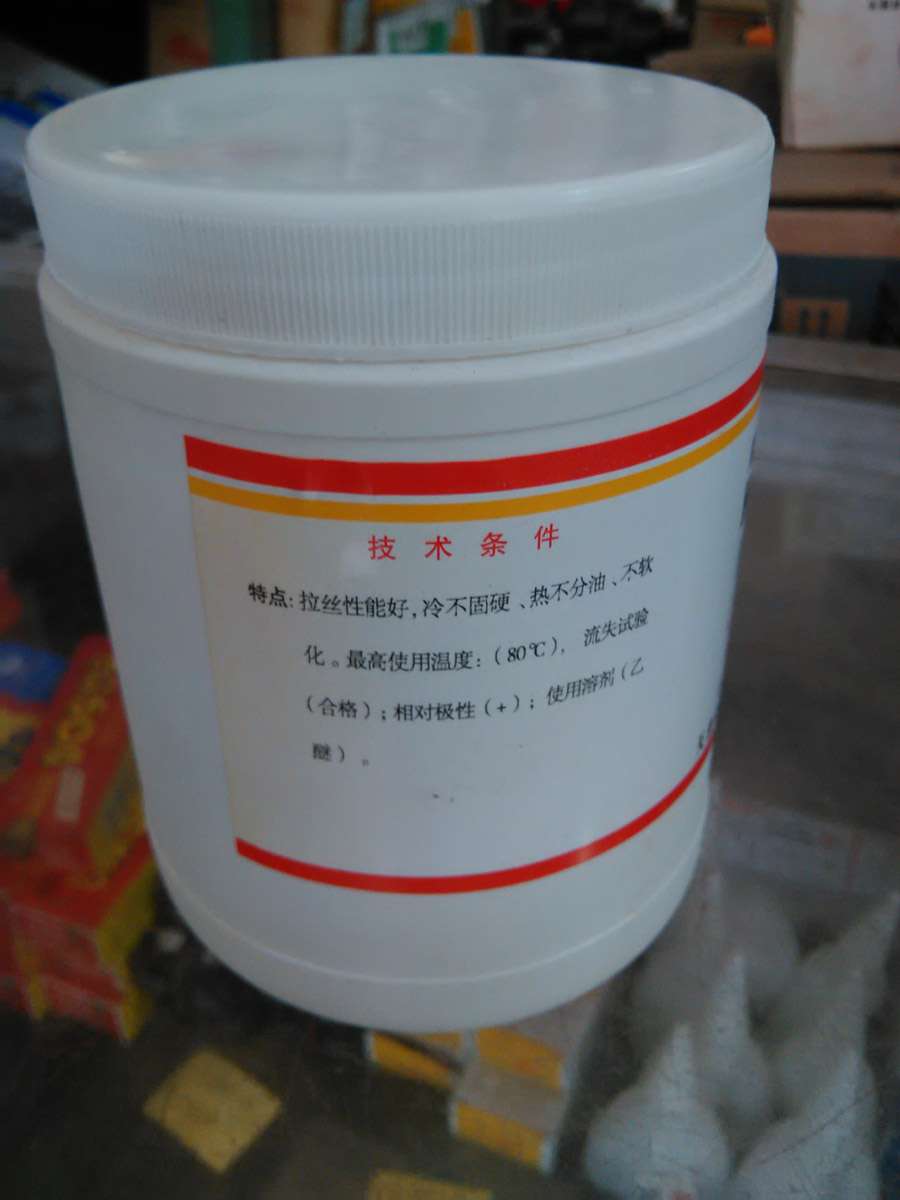 技术条件
特点:拉丝性能好,冷不固硬、热不分油、不软
化。最高使用温度:(80℃),流失试验
(合格);相对极性(+);使用溶剂(乙
醚)。